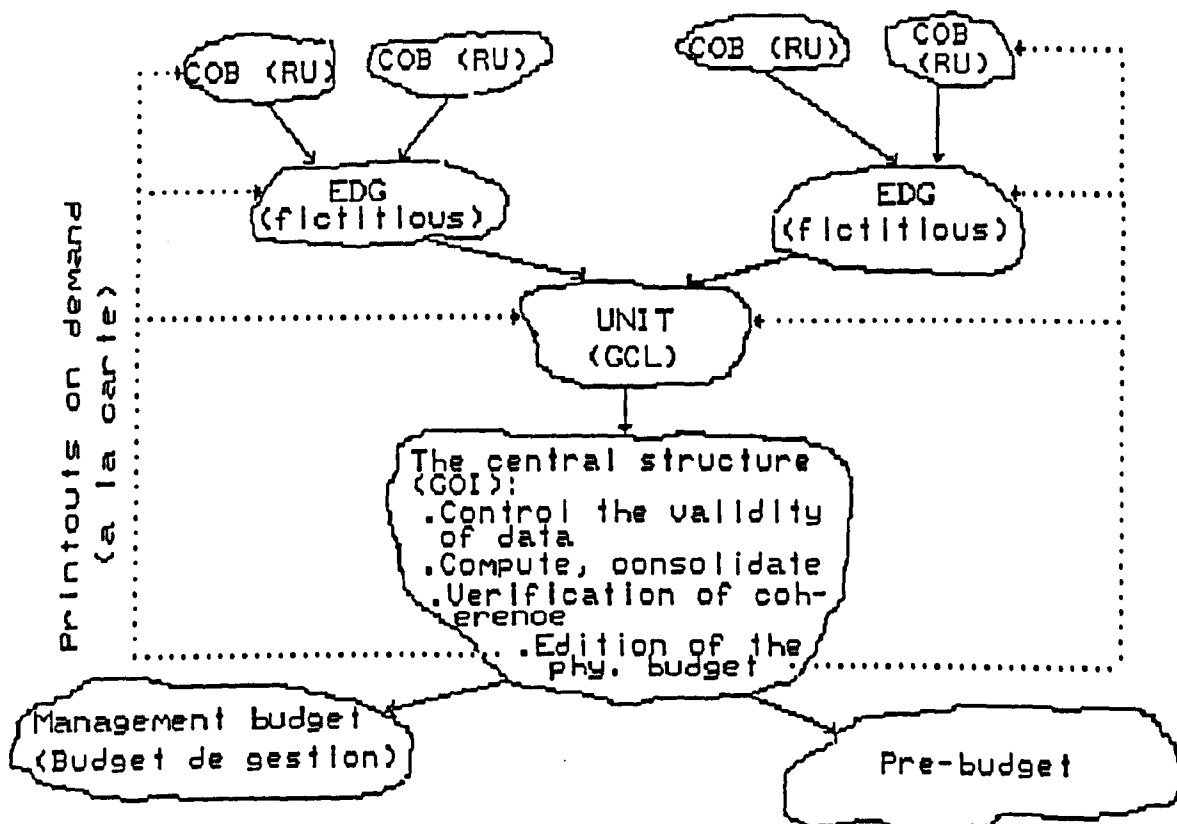 COB (RU)
COB (RU)
COB (RU)
COB
(RU)
EDG
(fictitious)
EDG
(fictitious)
Printouts on demand
(a la carte)
UNIT
(GCL)
The central structure
(GOI):
.Control the validity
of data
.Compute, consolidate
.Verification of coh-
erence
.Edition of the
phy. budget
Management budget
(Budget de gestion)
Pre-budget